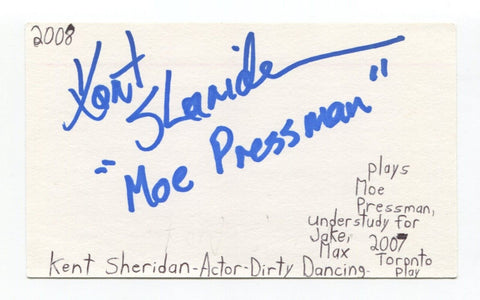 2008
Kent
Sheridan
"Moe Pressman"
plays
Moe
Pressman,
understudy for
Jake,
Max 2007
Toronto
Kent Sheridan-Actor-Dirty Dancing- play